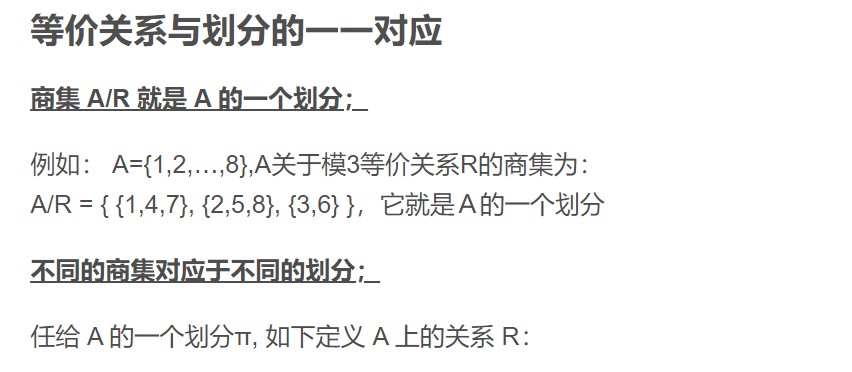 等价关系与划分的一一对应
商集 A/R 就是 A 的一个划分；
例如： A={1,2,…,8},A关于模3等价关系R的商集为：
A/R = { {1,4,7}, {2,5,8}, {3,6} }，它就是Ａ的一个划分
不同的商集对应于不同的划分；
任给 A 的一个划分π, 如下定义 A 上的关系 R：